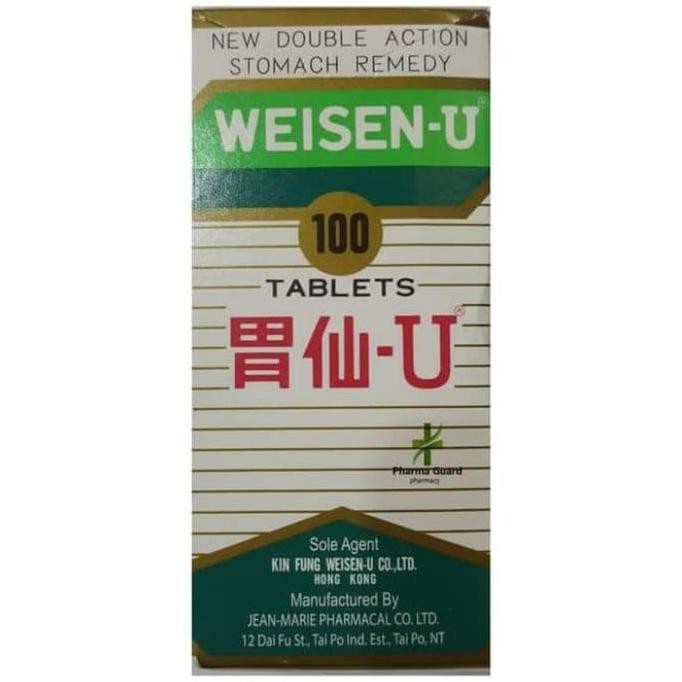 NEW DOUBLE ACTION
STOMACH REMEDY
WEISEN-U®
100
TABLETS
胃仙-U®
Pharma Guard
pharmacy
Sole Agent
KIN FUNG WEISEN-U CO.,LTD.
HONG KONG
Manufactured By
JEAN-MARIE PHARMACAL CO. LTD.
12 Dai Fu St., Tai Po Ind. Est., Tai Po, NT